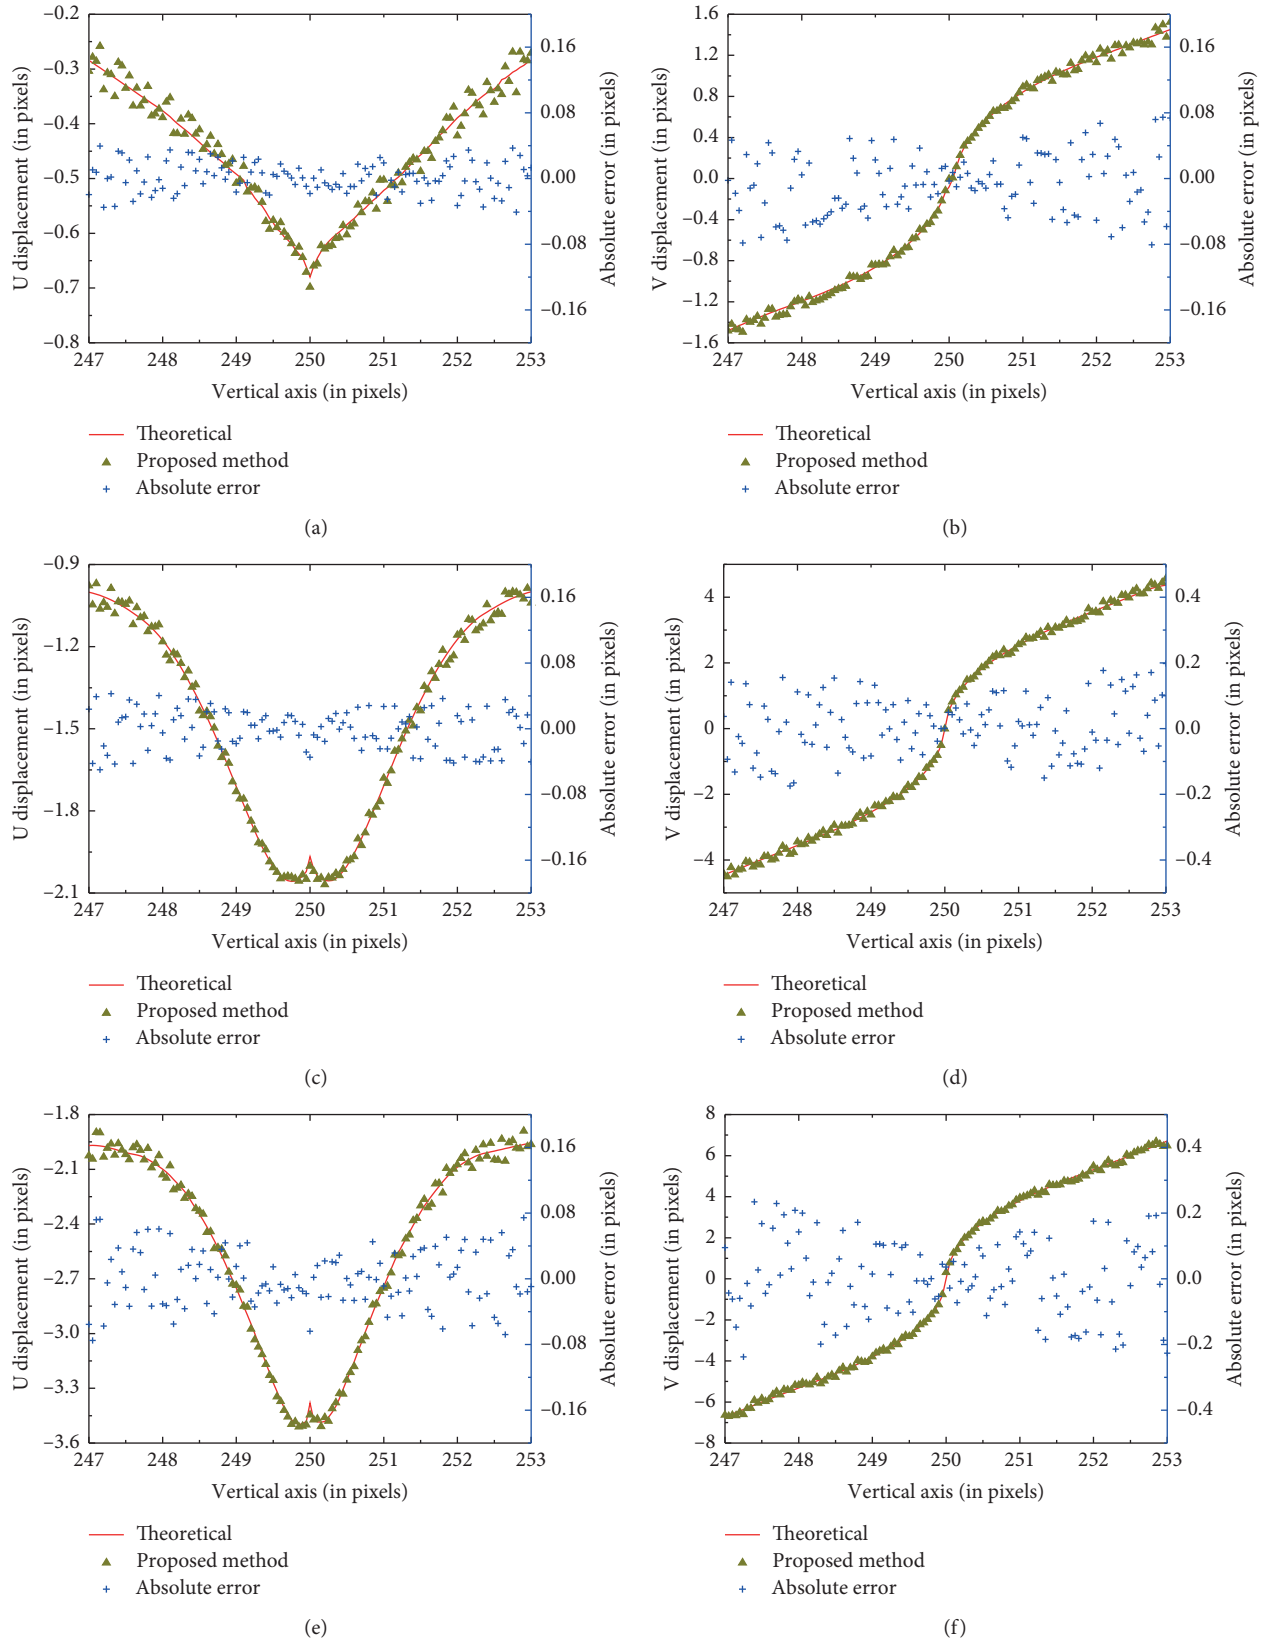 −0.2
−0.3
−0.4
−0.5
−0.6
−0.7
−0.8
U displacement (in pixels)
0.16
0.08
0.00
−0.08
−0.16
Absolute error (in pixels)
247 248 249 250 251 252 253
Vertical axis (in pixels)
Theoretical
Proposed method
Absolute error
(a)
1.6
1.2
0.8
0.4
0.0
−0.4
−0.8
−1.2
−1.6
V displacement (in pixels)
0.16
0.08
0.00
−0.08
−0.16
Absolute error (in pixels)
247 248 249 250 251 252 253
Vertical axis (in pixels)
Theoretical
Proposed method
Absolute error
(b)
−0.9
−1.2
−1.5
−1.8
−2.1
U displacement (in pixels)
0.16
0.08
0.00
−0.08
−0.16
Absolute error (in pixels)
247 248 249 250 251 252 253
Vertical axis (in pixels)
Theoretical
Proposed method
Absolute error
(c)
4
2
0
−2
−4
V displacement (in pixels)
0.4
0.2
0.0
−0.2
−0.4
Absolute error (in pixels)
247 248 249 250 251 252 253
Vertical axis (in pixels)
Theoretical
Proposed method
Absolute error
(d)
−1.8
−2.1
−2.4
−2.7
−3.0
−3.3
−3.6
U displacement (in pixels)
0.16
0.08
0.00
−0.08
−0.16
Absolute error (in pixels)
247 248 249 250 251 252 253
Vertical axis (in pixels)
Theoretical
Proposed method
Absolute error
(e)
8
6
4
2
0
−2
−4
−6
−8
V displacement (in pixels)
0.4
0.2
0.0
−0.2
−0.4
Absolute error (in pixels)
247 248 249 250 251 252 253
Vertical axis (in pixels)
Theoretical
Proposed method
Absolute error
(f)